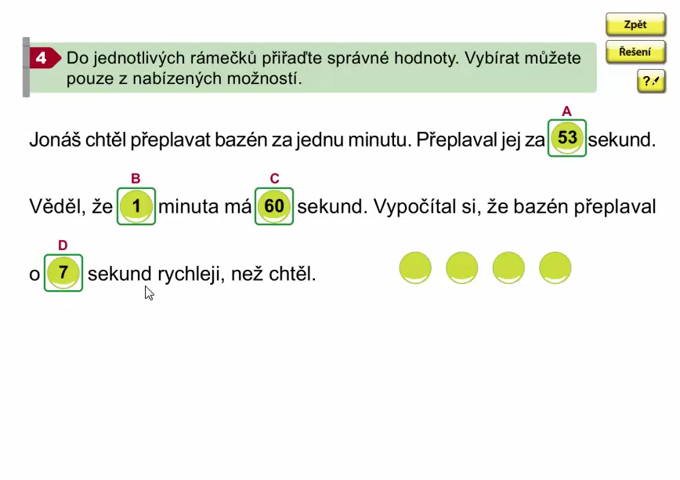 Zpět
4 Do jednotlivých rámečků přiřaďte správné hodnoty. Vybírat můžete
Řešení
pouze z nabízených možností.
?
A
Jonáš chtěl přeplavat bazén za jednu minutu. Přeplaval jej za 53 sekund.
B C
Věděl, že 1 minuta má 60 sekund. Vypočítal si, že bazén přeplaval
D
o 7 sekund rychleji, než chtěl.